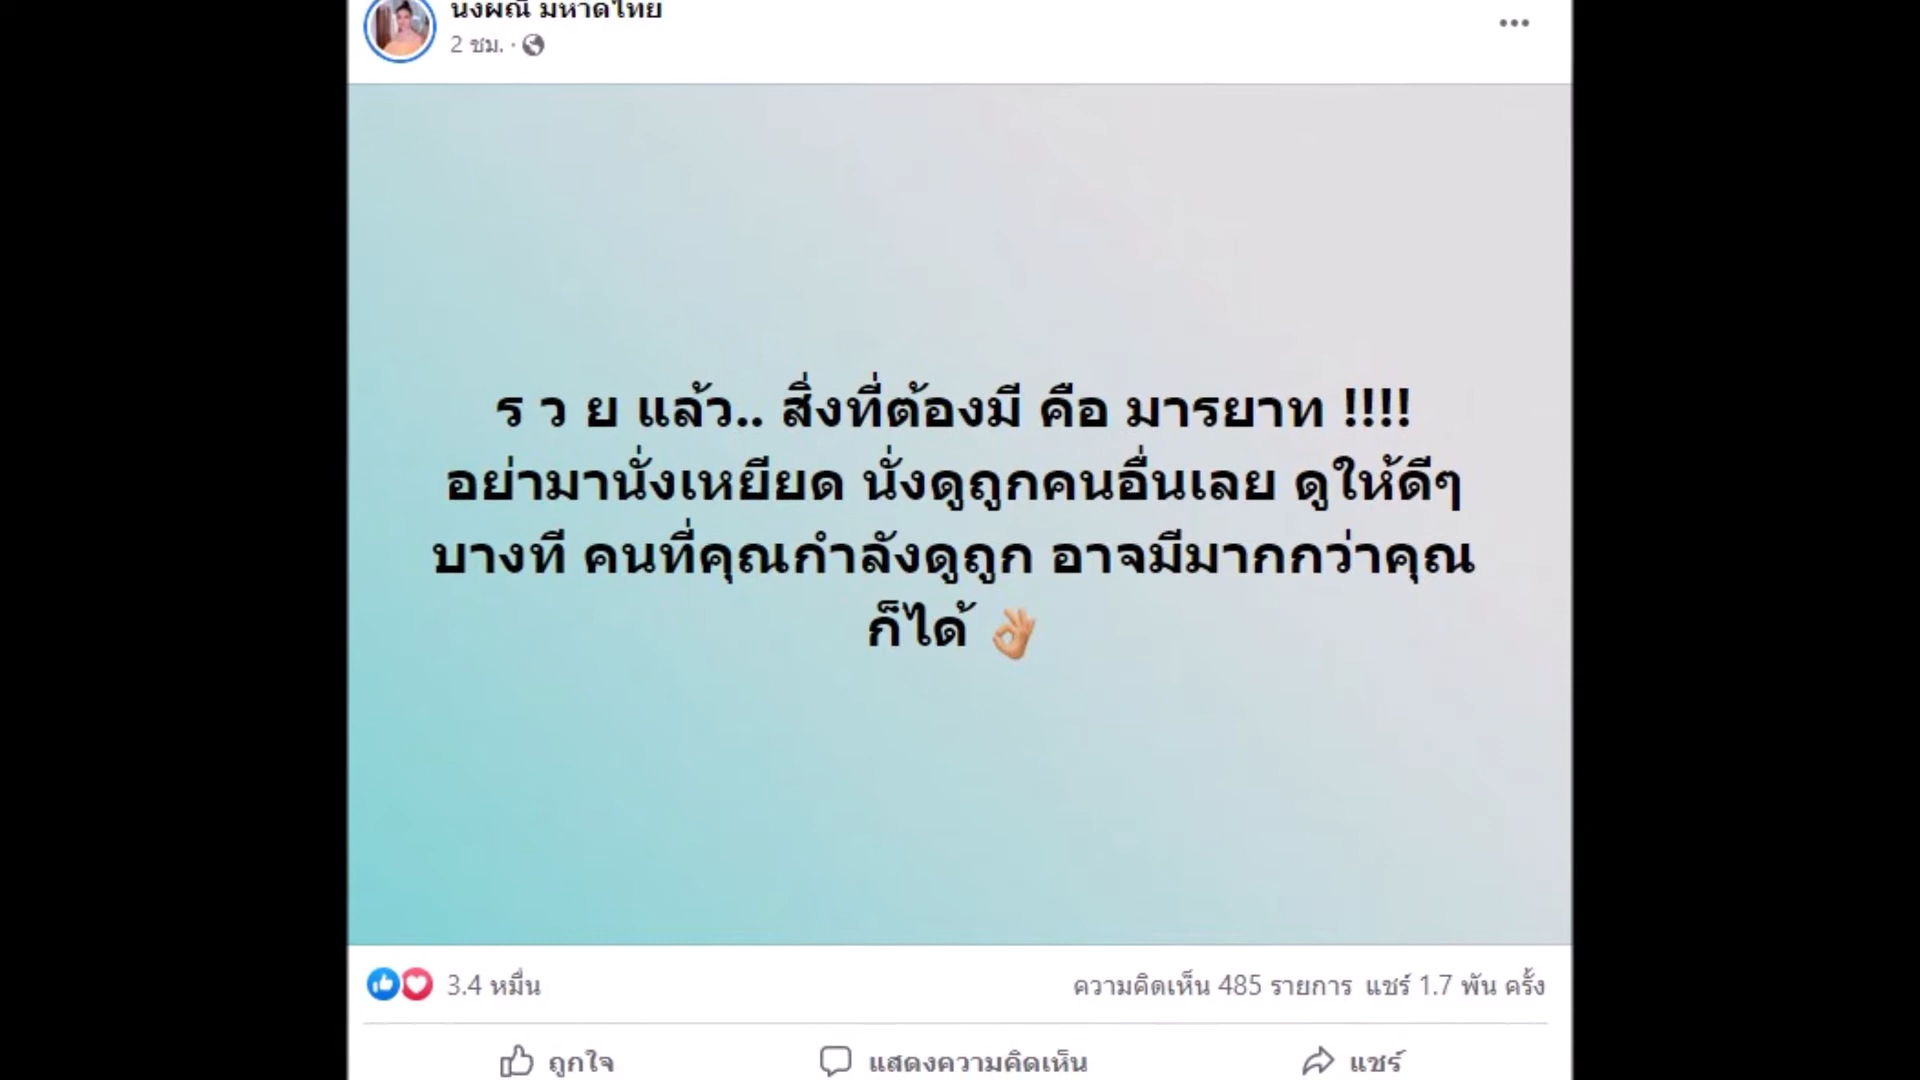 นงผณี มหาดไทย
2 ชม. ·
ร ว ย แล้ว.. สิ่งที่ต้องมี คือ มารยาท !!!!
อย่ามานั่งเหยียด นั่งดูถูกคนอื่นเลย ดูให้ดีๆ
บางที คนที่คุณกำลังดูถูก อาจมีมากกว่าคุณ
ก็ได้ 👌🏼
3.4 หมื่น
ความคิดเห็น 485 รายการ แชร์ 1.7 พัน ครั้ง
ถูกใจ
แสดงความคิดเห็น
แชร์